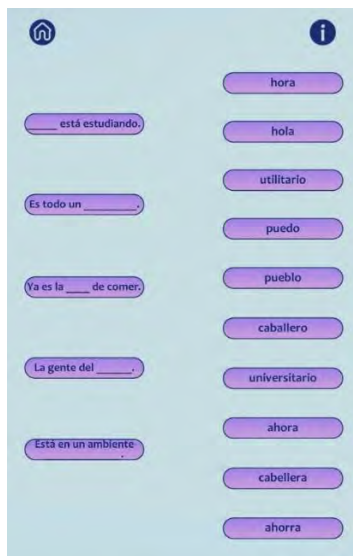 i
hora
_____ está estudiando.
hola
utilitario
Es todo un _________.
puedo
pueblo
Ya es la ____ de comer.
caballero
La gente del ______.
universitario
ahora
Está en un ambiente
_________.
cabellera
ahorra